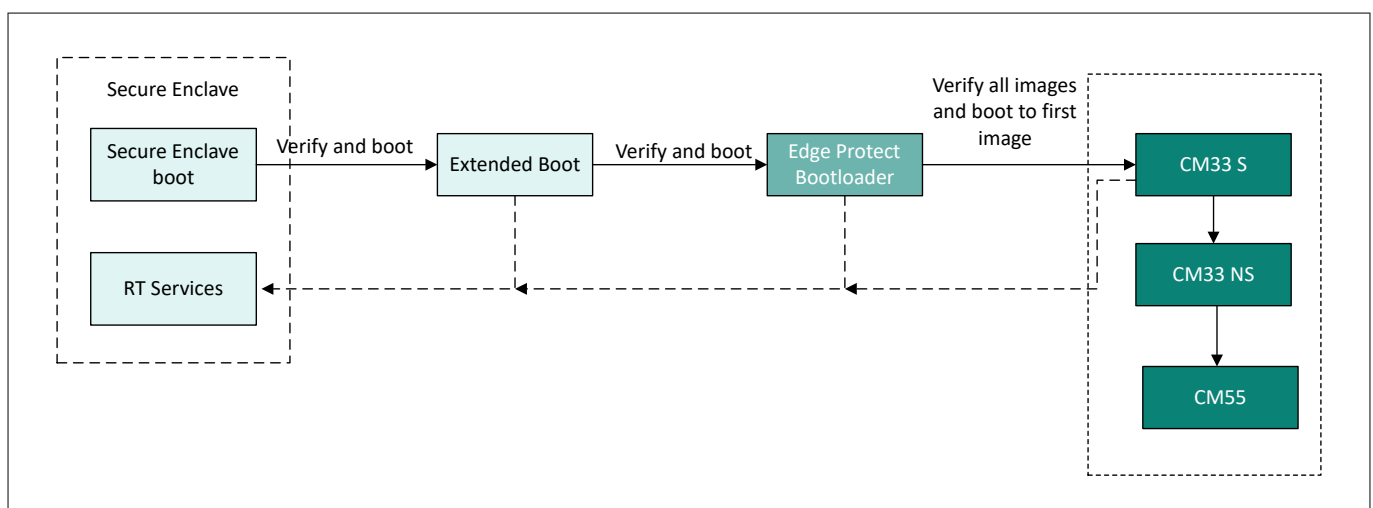 Secure Enclave
Secure Enclave
boot
Verify and boot
Extended Boot
Verify and boot
Edge Protect
Bootloader
Verify all images
and boot to first
image
CM33 S
RT Services
CM33 NS
CM55